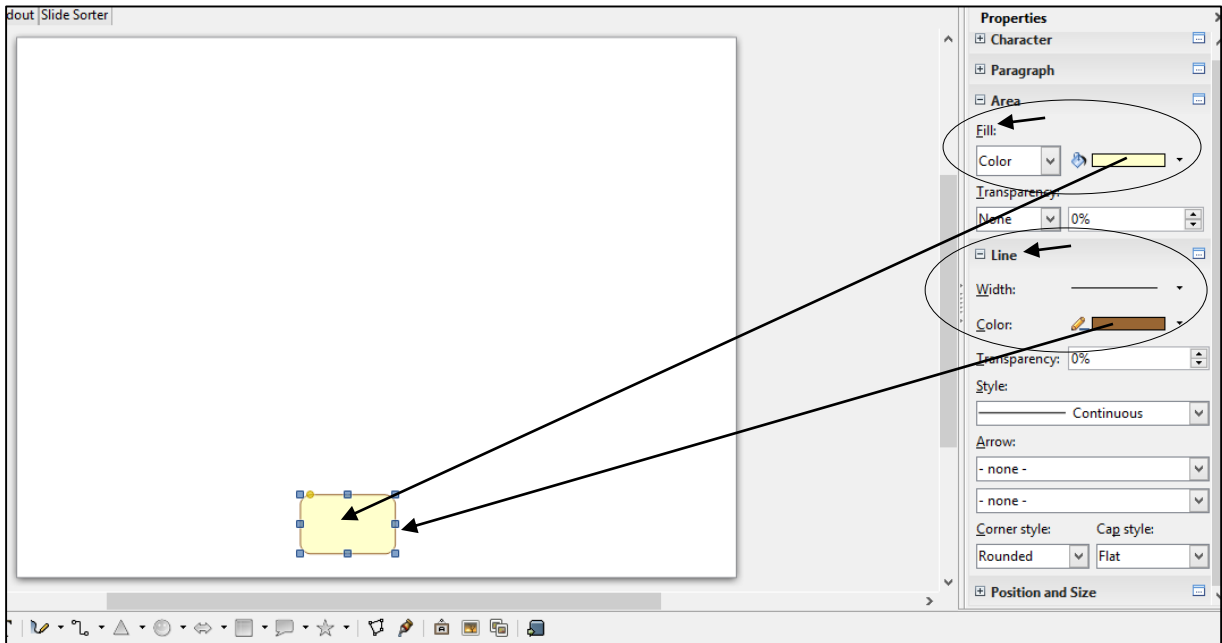 dout Slide Sorter
Properties
Character
Paragraph
Area
Fill:
Color
Transparency:
None 0%
Line
Width:
Color:
Transparency: 0%
Style:
Continuous
Arrow:
- none -
- none -
Corner style: Cap style:
Rounded Flat
Position and Size